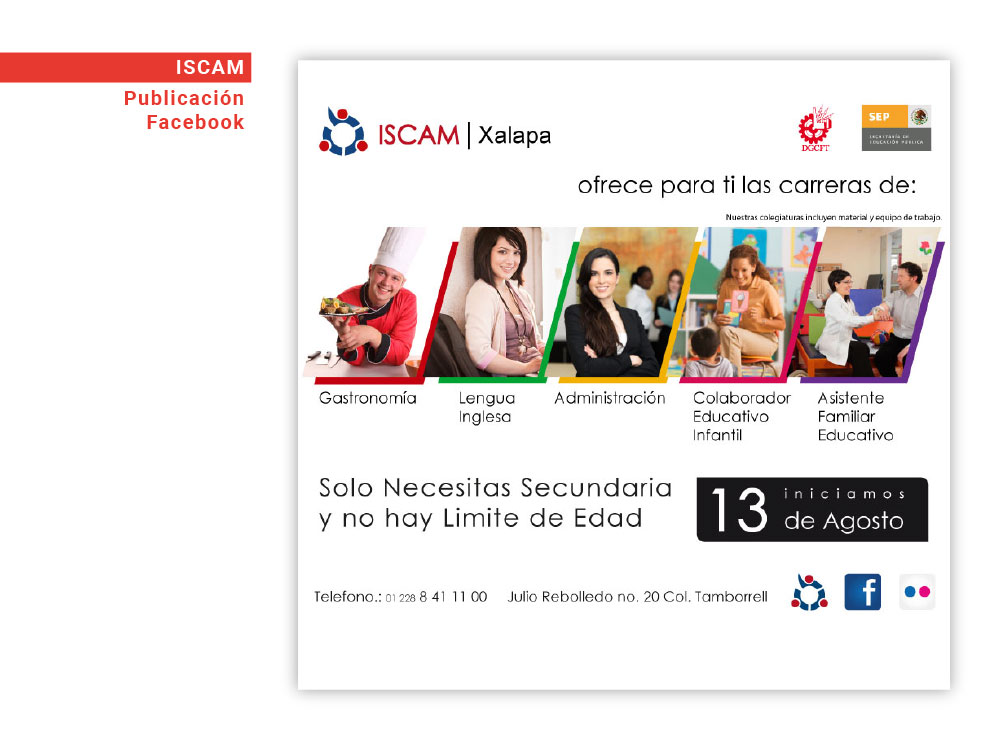 ISCAM
Publicación
Facebook
ISCAM | Xalapa
DGCFT
SEP
SECRETARÍA DE
EDUCACIÓN PÚBLICA
ofrece para ti las carreras de:
Nuestras colegiaturas incluyen material y equipo de trabajo.
Gastronomía
Lengua
Inglesa
Administración
Colaborador
Educativo
Infantil
Asistente
Familiar
Educativo
Solo Necesitas Secundaria
y no hay Limite de Edad
13 iniciamos
de Agosto
Telefono.: 01 228 8 41 11 00 Julio Rebolledo no. 20 Col. Tamborrell
f